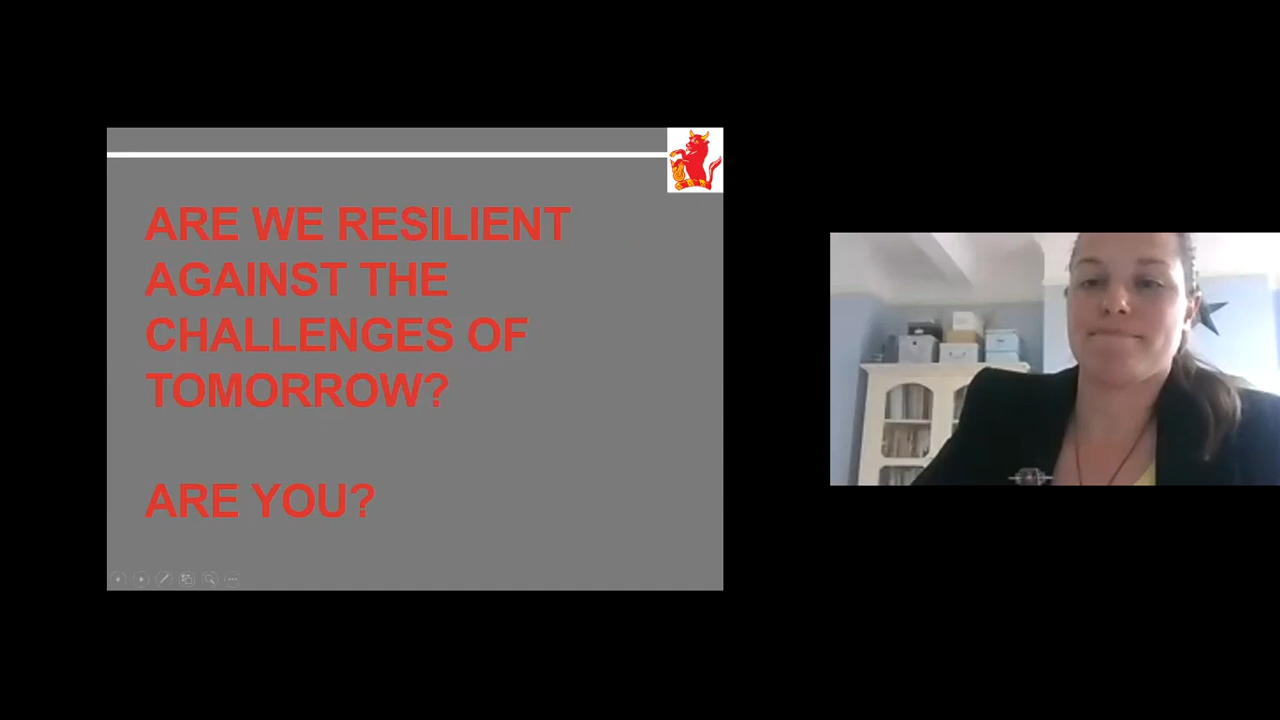 ARE WE RESILIENT
AGAINST THE
CHALLENGES OF
TOMORROW?
ARE YOU?